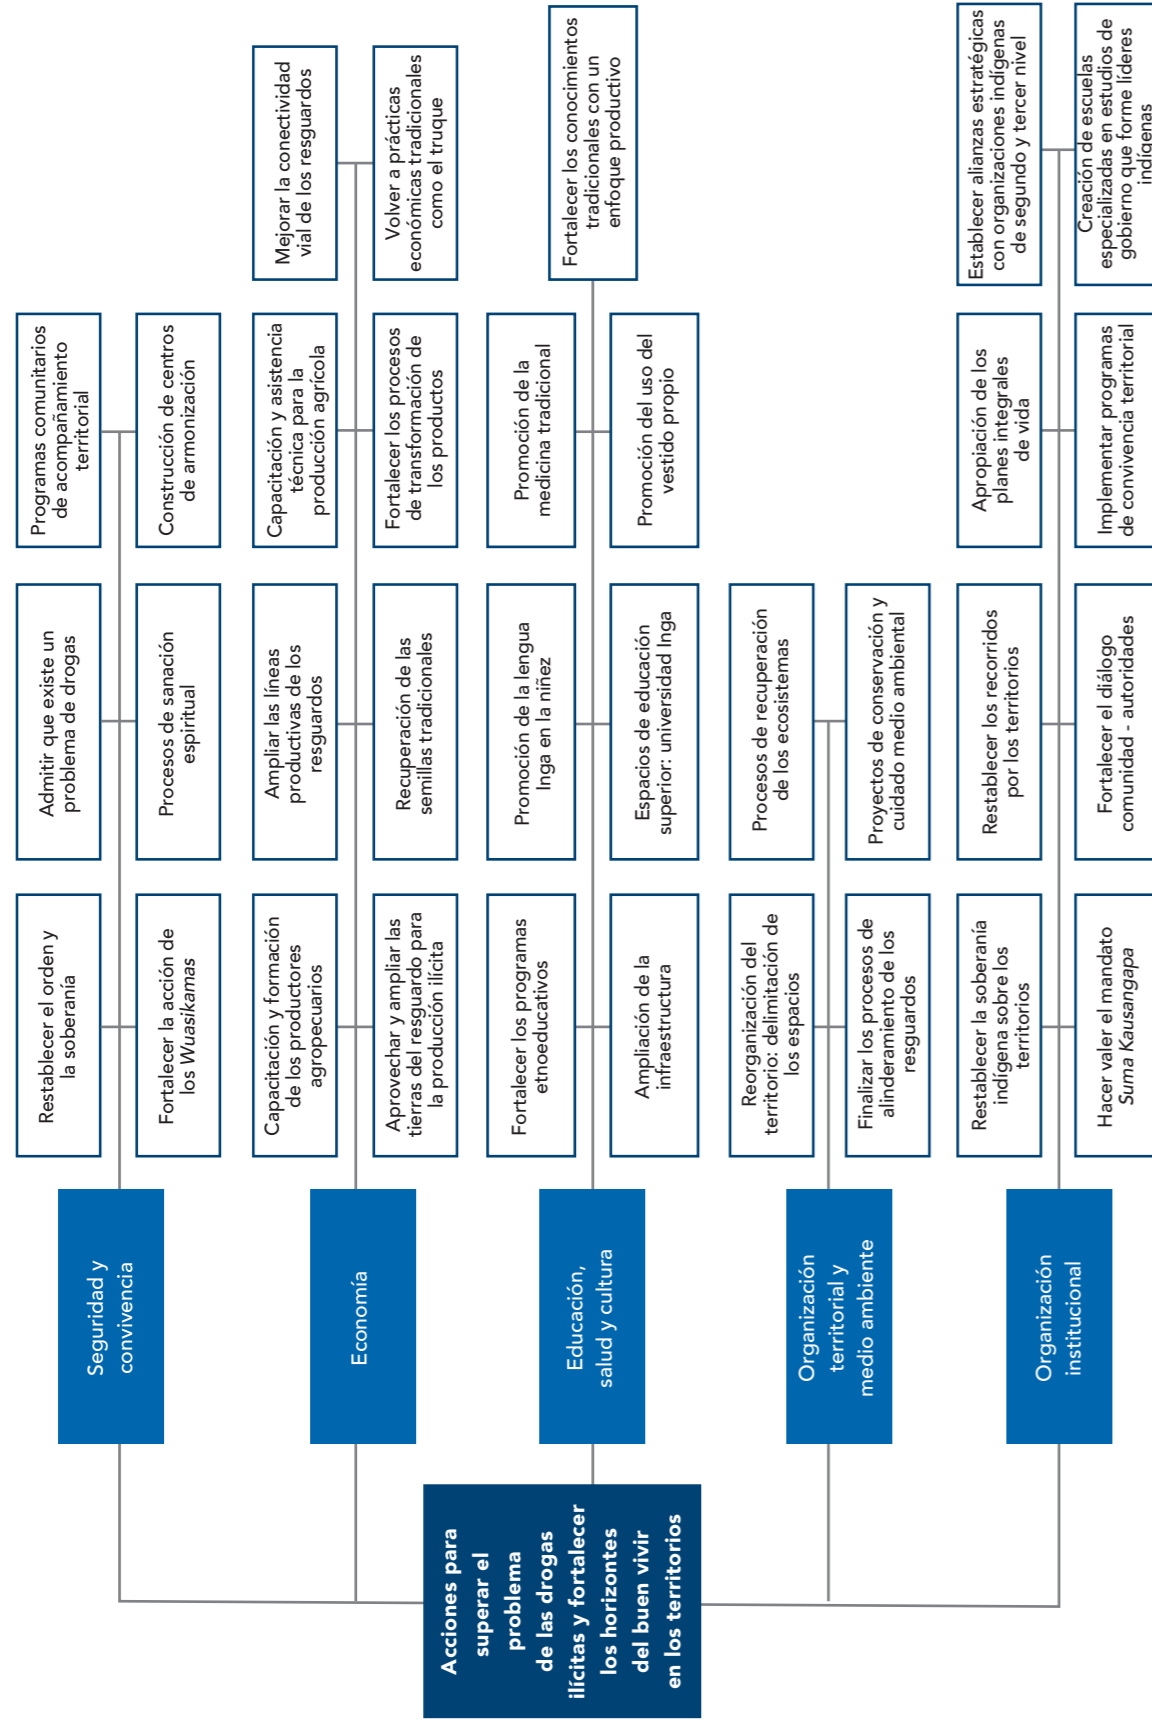 Acciones para
superar el
problema
de las drogas
ilícitas y fortalecer
los horizontes
del buen vivir
en los territorios
Seguridad y
convivencia
Restablecer el orden y
la soberanía
Admitir que existe un
problema de drogas
Programas comunitarios
de acompañamiento
territorial
Fortalecer la acción de
los Wuasikamas
Procesos de sanación
espiritual
Construcción de centros
de armonización
Economía
Capacitación y formación
de los productores
agropecuarios
Ampliar las líneas
productivas de los
resguardos
Capacitación y asistencia
técnica para la
producción agrícola
Mejorar la conectividad
vial de los resguardos
Aprovechar y ampliar las
tierras del resguardo para
la producción ilícita
Recuperación de las
semillas tradicionales
Fortalecer los procesos
de transformación de
los productos
Volver a prácticas
económicas tradicionales
como el truque
Educación,
salud y cultura
Fortalecer los programas
etnoeducativos
Promoción de la lengua
Inga en la niñez
Promoción de la
medicina tradicional
Fortalecer los conocimientos
tradicionales con un
enfoque productivo
Ampliación de la
infraestructura
Espacios de educación
superior: universidad Inga
Promoción del uso del
vestido propio
Organización
territorial y
medio ambiente
Reorganización del
territorio: delimitación de
los espacios
Procesos de recuperación
de los ecosistemas
Finalizar los procesos de
alinderamiento de los
resguardos
Proyectos de conservación y
cuidado medio ambiental
Organización
institucional
Restablecer la soberanía
indígena sobre los
territorios
Restablecer los recorridos
por los territorios
Apropiación de los
planes integrales
de vida
Establecer alianzas estratégicas
con organizaciones indígenas
de segundo y tercer nivel
Hacer valer el mandato
Suma Kausangapa
Fortalecer el diálogo
comunidad - autoridades
Implementar programas
de convivencia territorial
Creación de escuelas
especializadas en estudios de
gobierno que forme líderes
indígenas